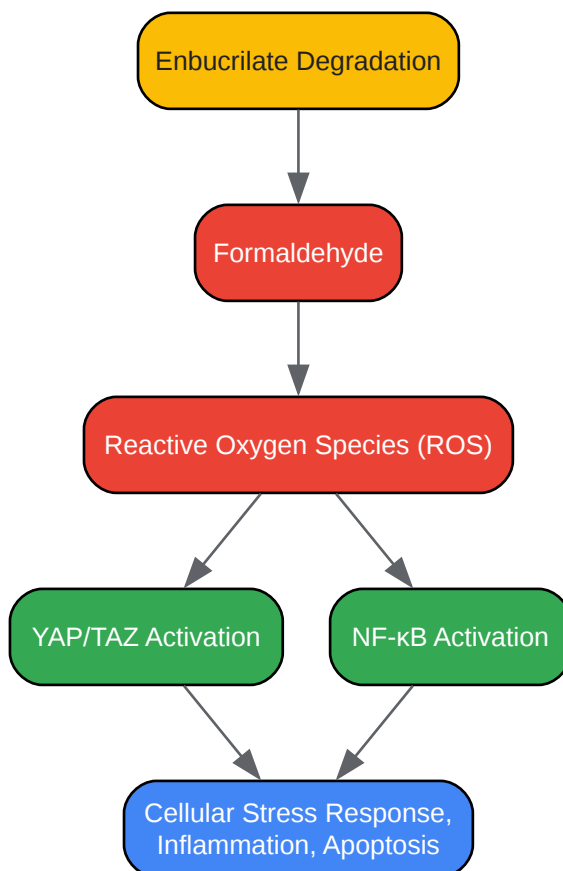 Enbucrilate Degradation
Formaldehyde
Reactive Oxygen Species (ROS)
YAP/TAZ Activation
NF-κB Activation
Cellular Stress Response,
Inflammation, Apoptosis